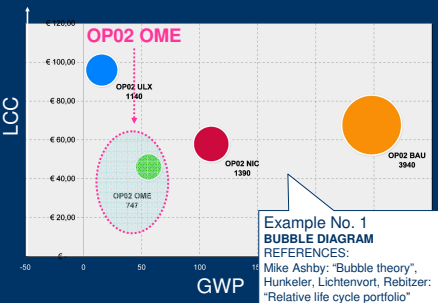 € 120,00
OP02 OME
€ 100,00
OP02 ULX
1140
€ 80,00
LCC
€ 60,00
OP02 NIC
1390
OP02 BAU
3940
€ 40,00
OP02 OME
747
€ 20,00
€
-50
0
50
100
GWP
Example No. 1
BUBBLE DIAGRAM
REFERENCES:
Mike Ashby: “Bubble theory”,
Hunkeler, Lichtenvort, Rebitzer:
“Relative life cycle portfolio”